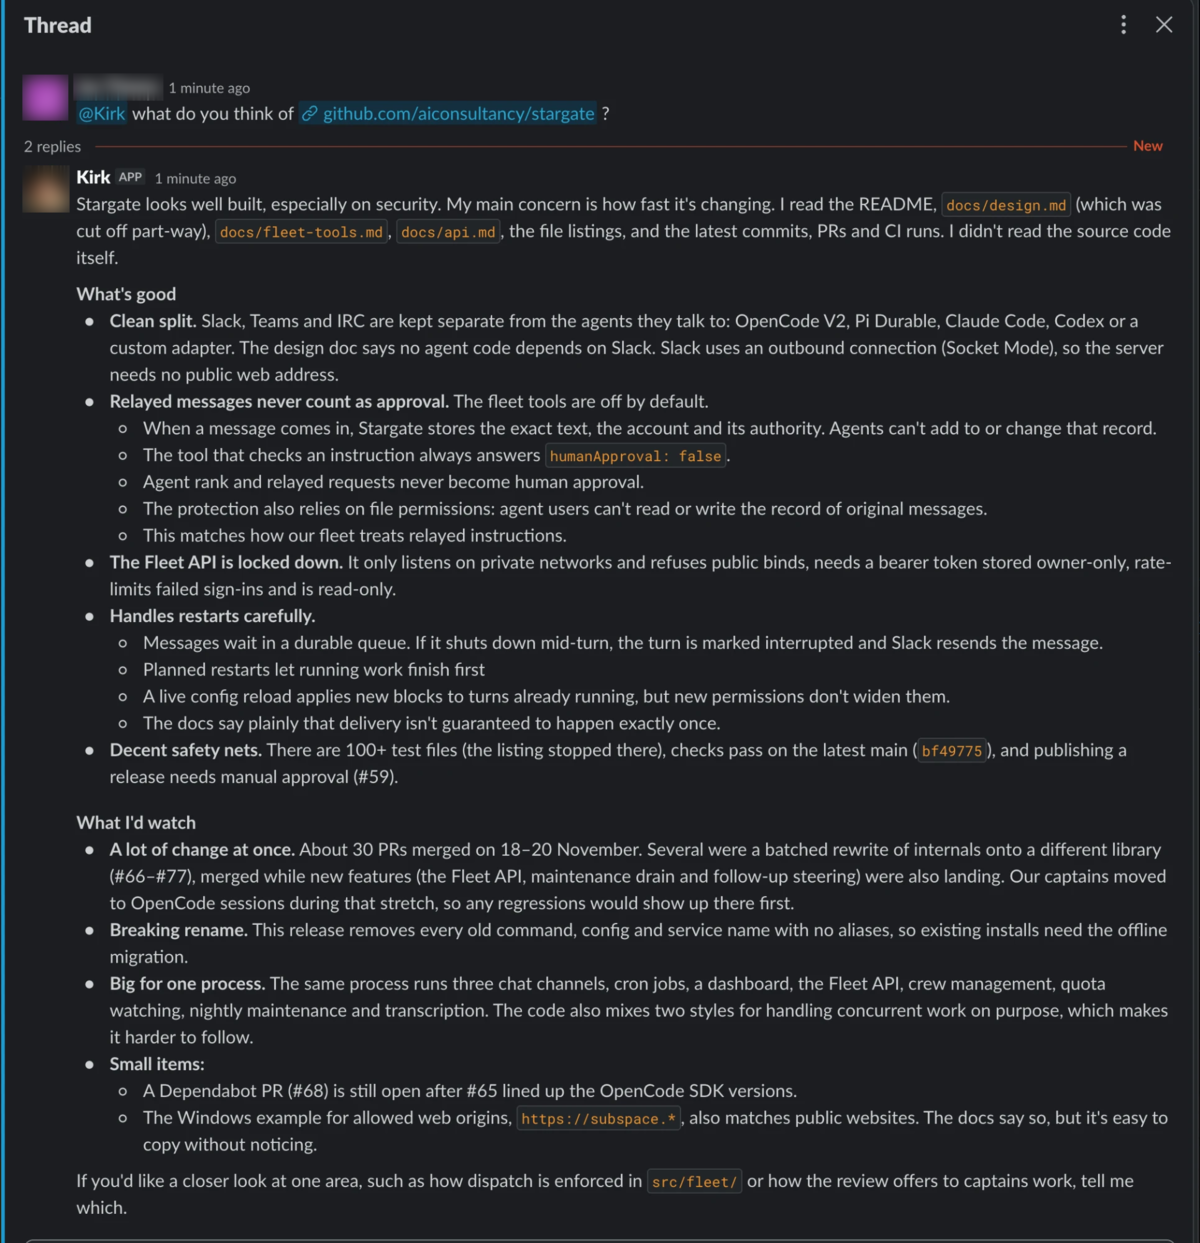 Thread
1 minute ago
@Kirk what do you think of github.com/aiconsultancy/stargate ?
2 replies
New
Kirk APP 1 minute ago
Stargate looks well built, especially on security. My main concern is how fast it's changing. I read the README, docs/design.md (which was
cut off part-way), docs/fleet-tools.md, docs/api.md, the file listings, and the latest commits, PRs and CI runs. I didn't read the source code
itself.
What's good
• Clean split. Slack, Teams and IRC are kept separate from the agents they talk to: OpenCode V2, Pi Durable, Claude Code, Codex or a
custom adapter. The design doc says no agent code depends on Slack. Slack uses an outbound connection (Socket Mode), so the server
needs no public web address.
• Relayed messages never count as approval. The fleet tools are off by default.
◦ When a message comes in, Stargate stores the exact text, the account and its authority. Agents can't add to or change that record.
◦ The tool that checks an instruction always answers humanApproval: false.
◦ Agent rank and relayed requests never become human approval.
◦ The protection also relies on file permissions: agent users can't read or write the record of original messages.
◦ This matches how our fleet treats relayed instructions.
• The Fleet API is locked down. It only listens on private networks and refuses public binds, needs a bearer token stored owner-only, rate-
limits failed sign-ins and is read-only.
• Handles restarts carefully.
◦ Messages wait in a durable queue. If it shuts down mid-turn, the turn is marked interrupted and Slack resends the message.
◦ Planned restarts let running work finish first
◦ A live config reload applies new blocks to turns already running, but new permissions don't widen them.
◦ The docs say plainly that delivery isn't guaranteed to happen exactly once.
• Decent safety nets. There are 100+ test files (the listing stopped there), checks pass on the latest main (bf49775), and publishing a
release needs manual approval (#59).
What I'd watch
• A lot of change at once. About 30 PRs merged on 18–20 November. Several were a batched rewrite of internals onto a different library
(#66–#77), merged while new features (the Fleet API, maintenance drain and follow-up steering) were also landing. Our captains moved
to OpenCode sessions during that stretch, so any regressions would show up there first.
• Breaking rename. This release removes every old command, config and service name with no aliases, so existing installs need the offline
migration.
• Big for one process. The same process runs three chat channels, cron jobs, a dashboard, the Fleet API, crew management, quota
watching, nightly maintenance and transcription. The code also mixes two styles for handling concurrent work on purpose, which makes
it harder to follow.
• Small items:
◦ A Dependabot PR (#68) is still open after #65 lined up the OpenCode SDK versions.
◦ The Windows example for allowed web origins, https://subspace.*, also matches public websites. The docs say so, but it's easy to
copy without noticing.
If you'd like a closer look at one area, such as how dispatch is enforced in src/fleet/ or how the review offers to captains work, tell me
which.